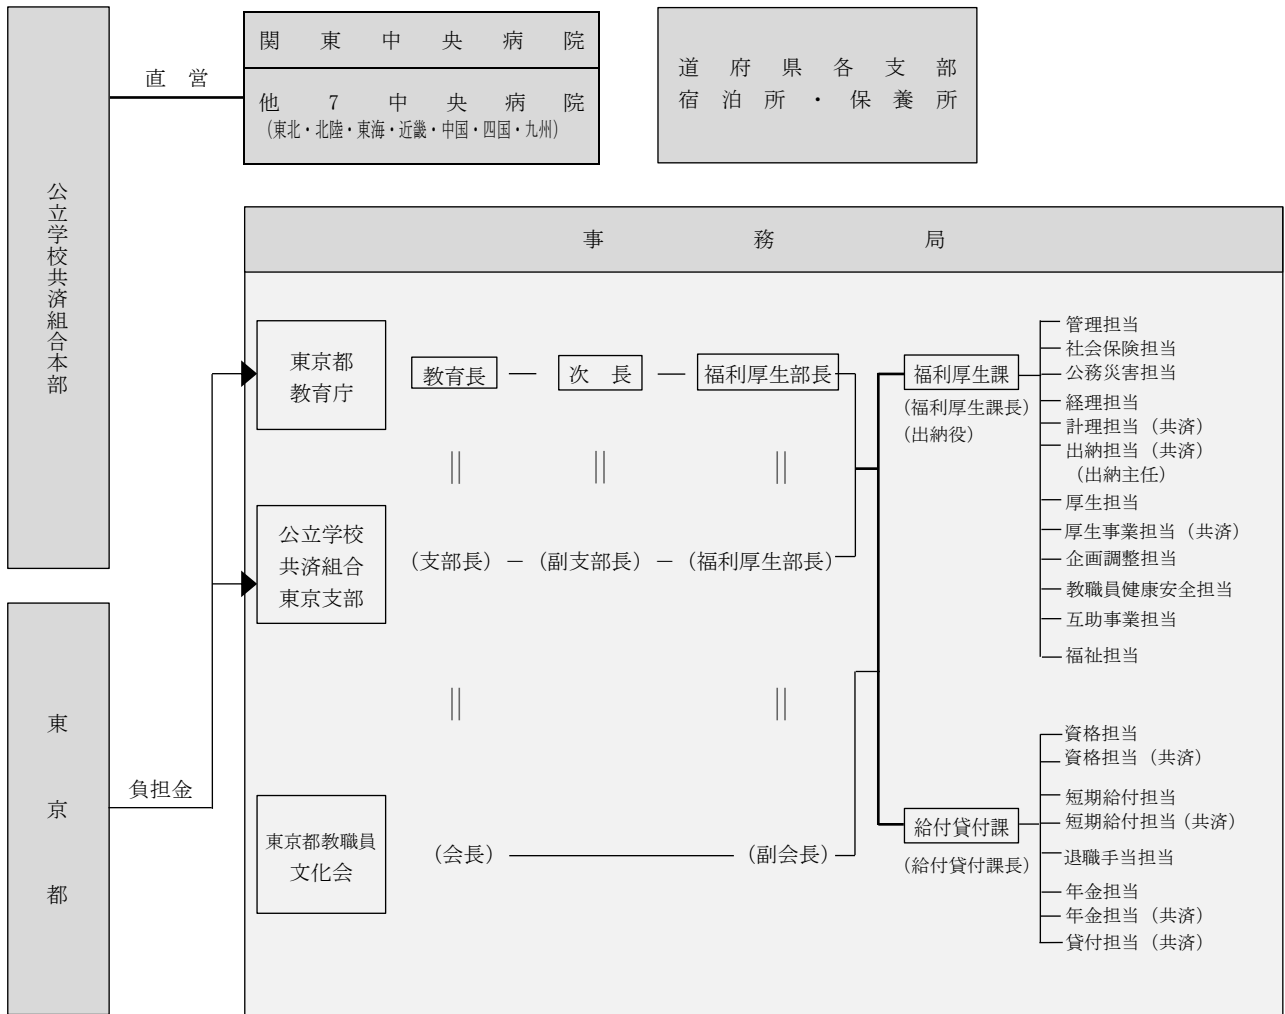 関東中央病院
他7中央病院
(東北・北陸・東海・近畿・中国・四国・九州)
直営
道府県各支部
宿泊所・保養所
公立学校共済組合本部
事務局
東京都
教育庁
教育長 — 次長 — 福利厚生部長
福利厚生課
(福利厚生課長)
(出納役)
管理担当
社会保険担当
公務災害担当
経理担当
計理担当(共済)
出納担当(共済)
(出納主任)
厚生担当
厚生事業担当(共済)
企画調整担当
教職員健康安全担当
互助事業担当
福祉担当
公立学校
共済組合
東京支部
(支部長)—(副支部長)—(福利厚生部長)
東京都
負担金
東京都教職員
文化会
(会長)
(副会長)
給付貸付課
(給付貸付課長)
資格担当
資格担当(共済)
短期給付担当
短期給付担当(共済)
退職手当担当
年金担当
年金担当(共済)
貸付担当(共済)